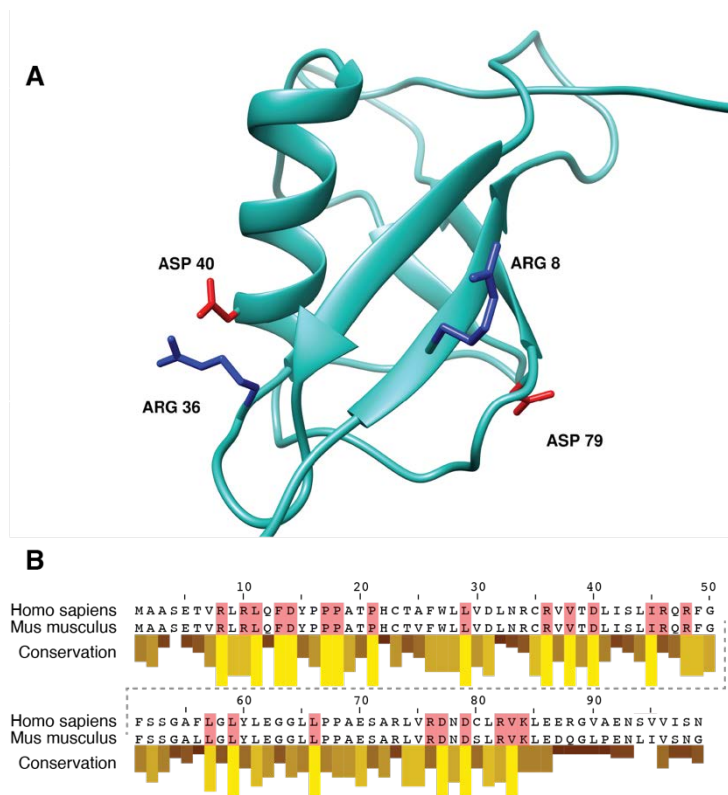 A
ASP 40
ARG 8
ARG 36
ASP 79
B
10 20 30 40 50
Homo sapiens MAASETVRLRLQFDYPPPATPHCTAFWLLVDLNRCRVVTDLISLIRQRFG
Mus musculus MAASETVRLRLQFDYPPPATPHCTAFWLLVDLNRCRVVTDLISLIRQRFG
Conservation
60 70 80 90
Homo sapiens FSSGAFLGLYLEGGLLPPAESARLVRDNDCLRVKLEERGVAENSVVISN
Mus musculus FSSGALLGLYLEGGLLPPAESARLVRDNDSLRVKLEDQGLPENLIVSNG
Conservation